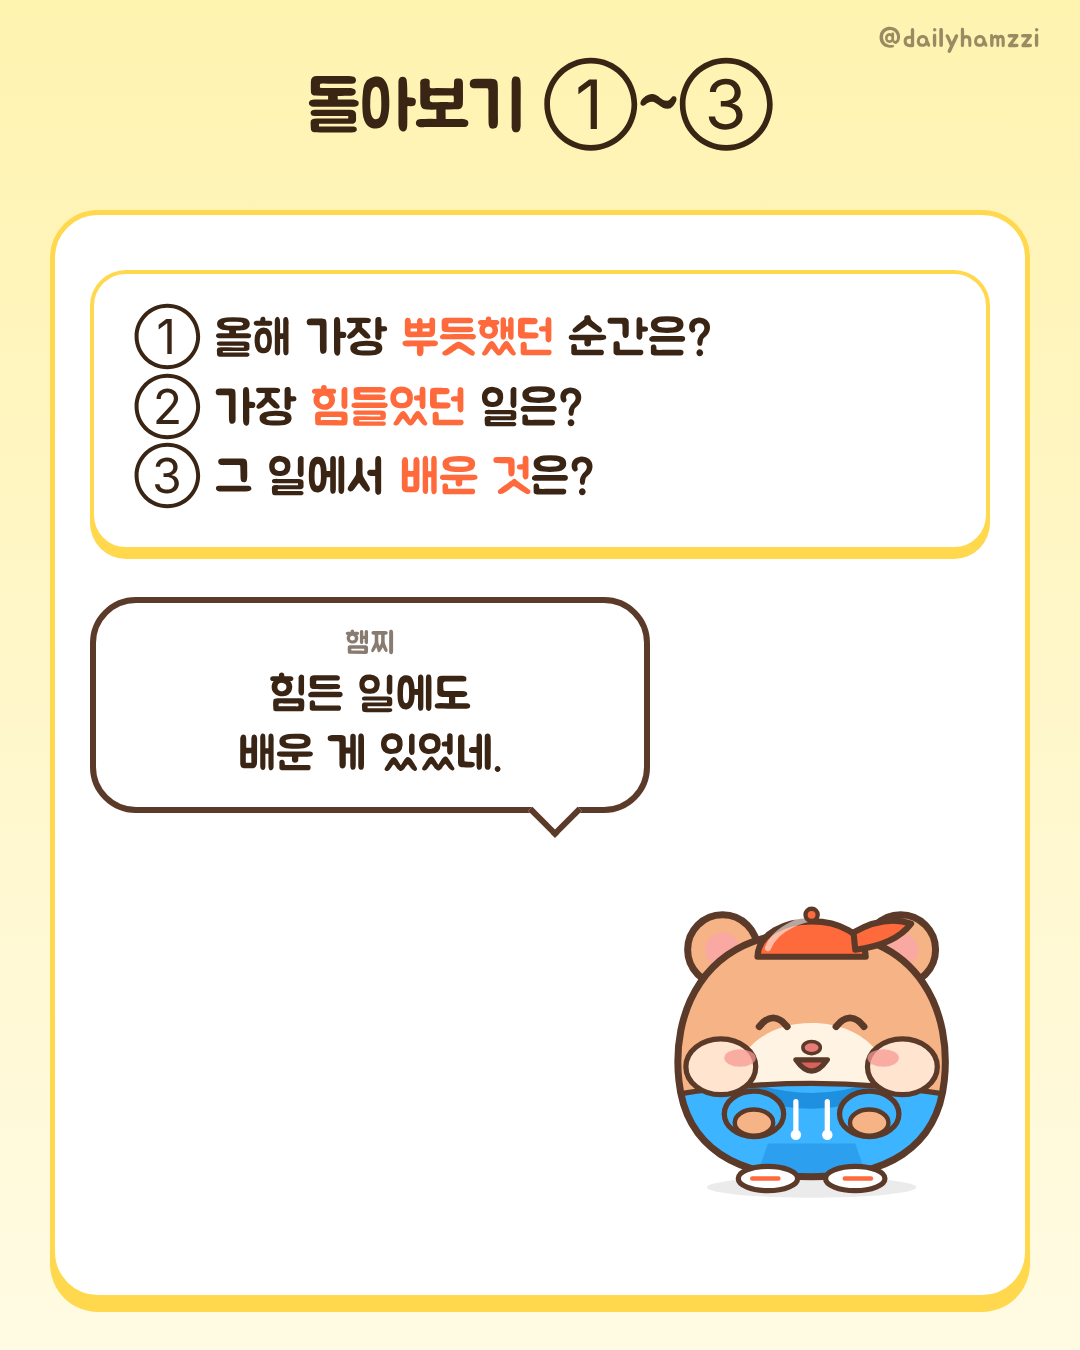 @dailyhamzzi
돌아보기 ①~③
① 올해 가장 뿌듯했던 순간은?
② 가장 힘들었던 일은?
③ 그 일에서 배운 것은?
햄찌
힘든 일에도
배운 게 있었네.